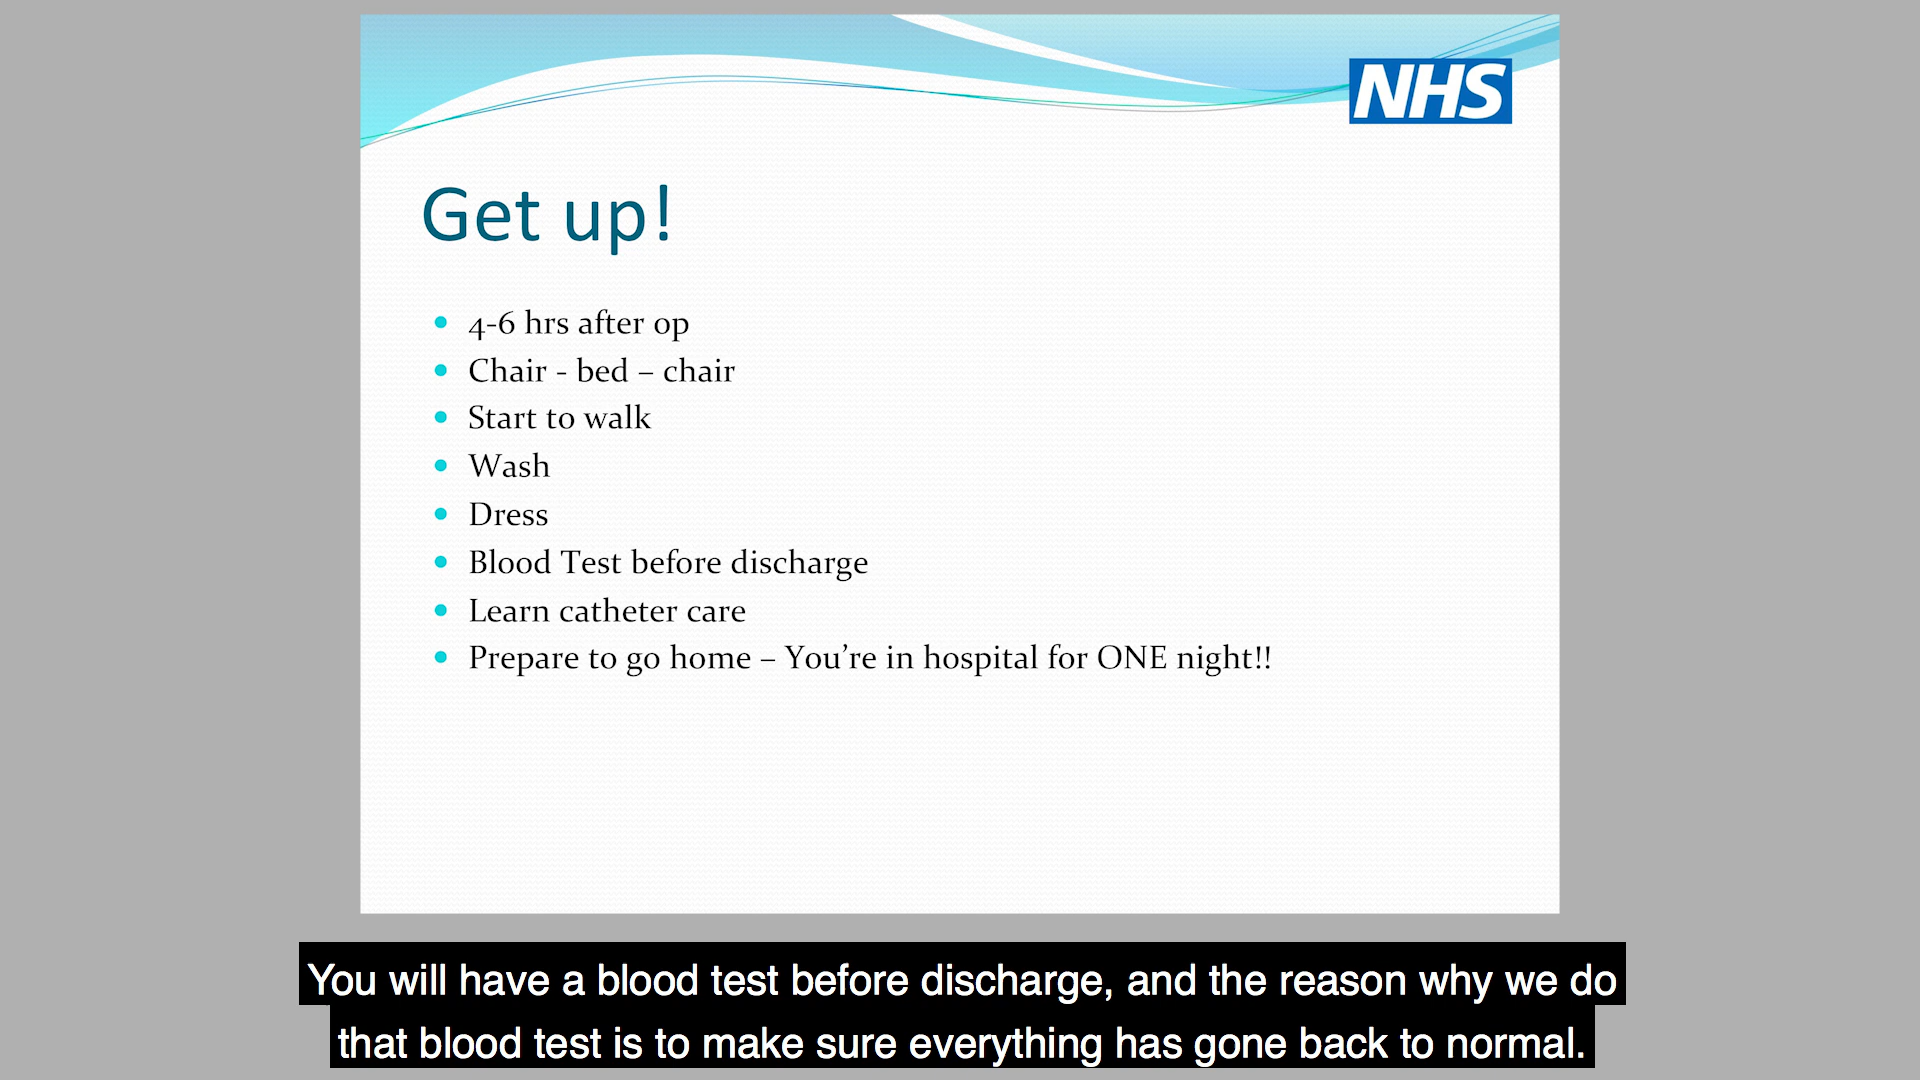 NHS
Get up!
4-6 hrs after op
Chair - bed – chair
Start to walk
Wash
Dress
Blood Test before discharge
Learn catheter care
Prepare to go home – You’re in hospital for ONE night!!
You will have a blood test before discharge, and the reason why we do
that blood test is to make sure everything has gone back to normal.